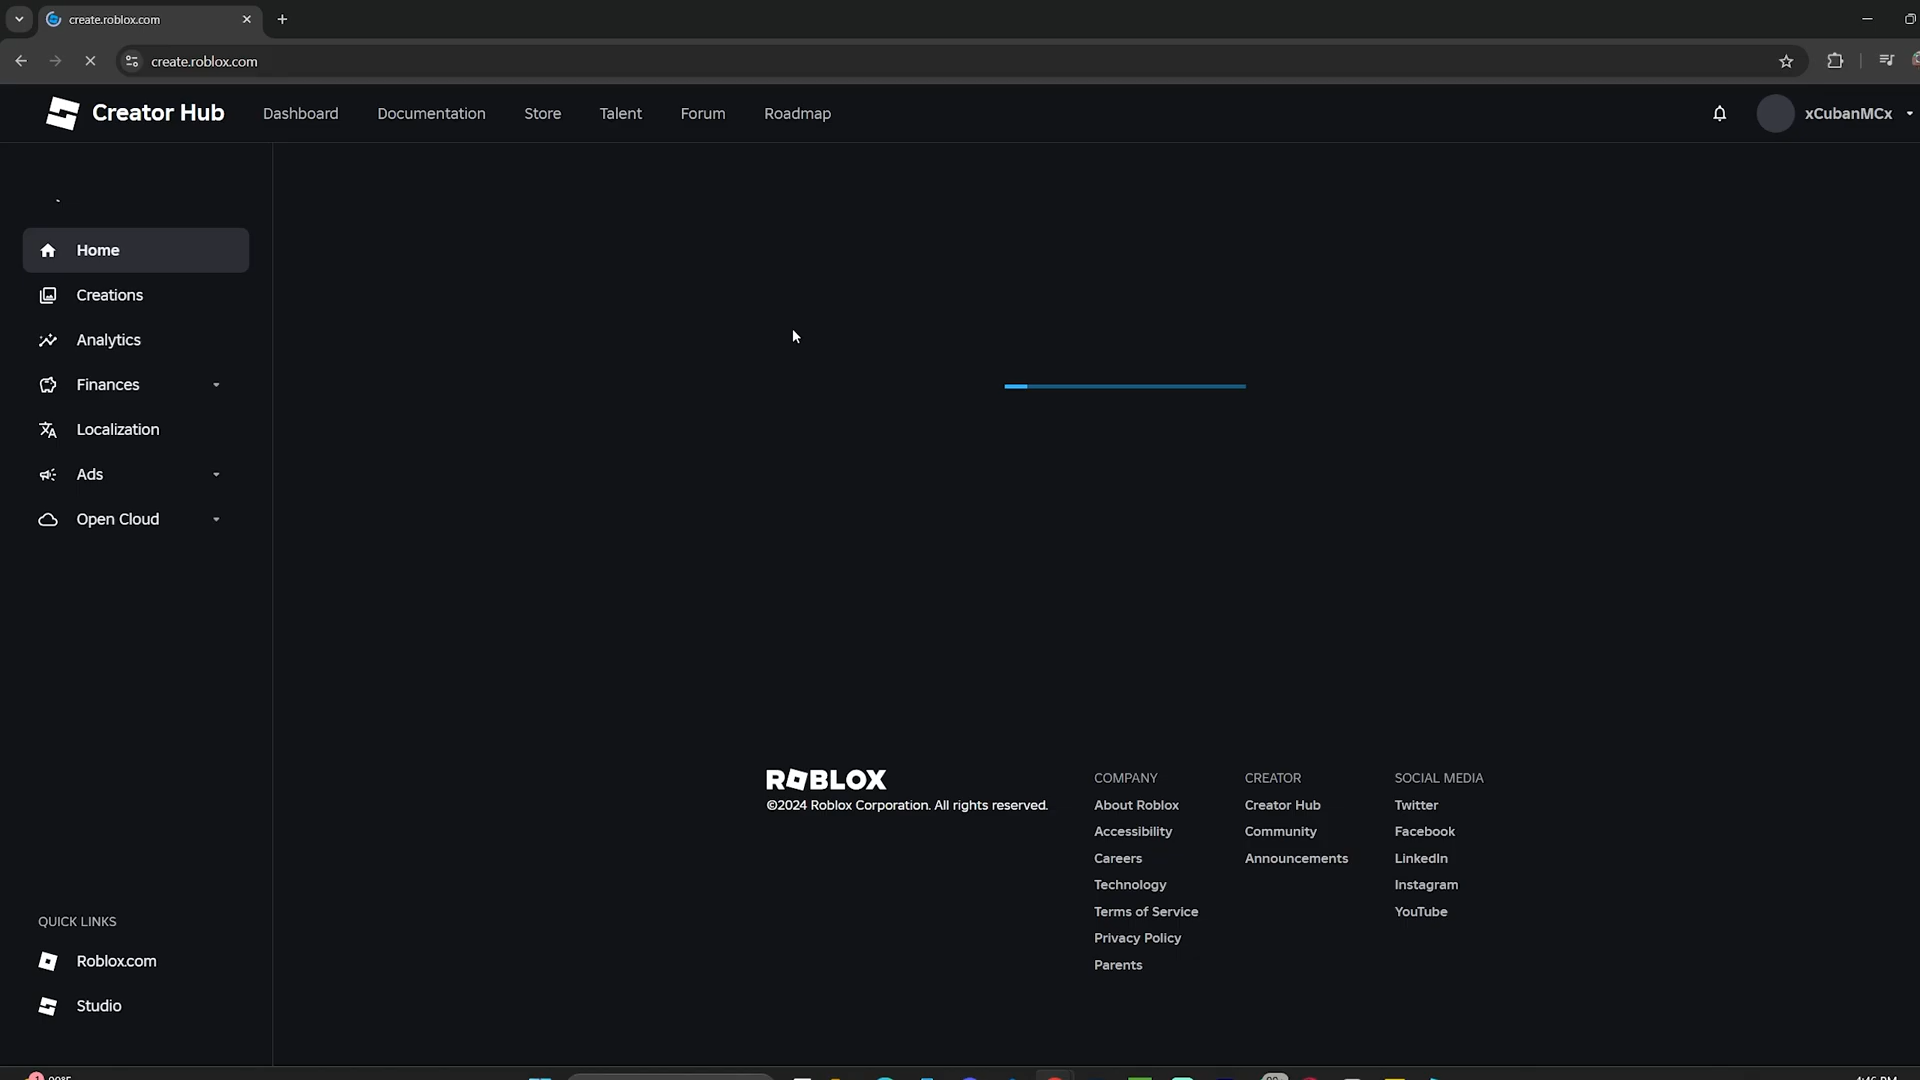 create.roblox.com
create.roblox.com
Creator Hub
Dashboard
Documentation
Store
Talent
Forum
Roadmap
xCubanMCx
Home
Creations
Analytics
Finances
Localization
Ads
Open Cloud
ROBLOX
©2024 Roblox Corporation. All rights reserved.
COMPANY
About Roblox
Accessibility
Careers
Technology
Terms of Service
Privacy Policy
Parents
CREATOR
Creator Hub
Community
Announcements
SOCIAL MEDIA
Twitter
Facebook
LinkedIn
Instagram
YouTube
QUICK LINKS
Roblox.com
Studio